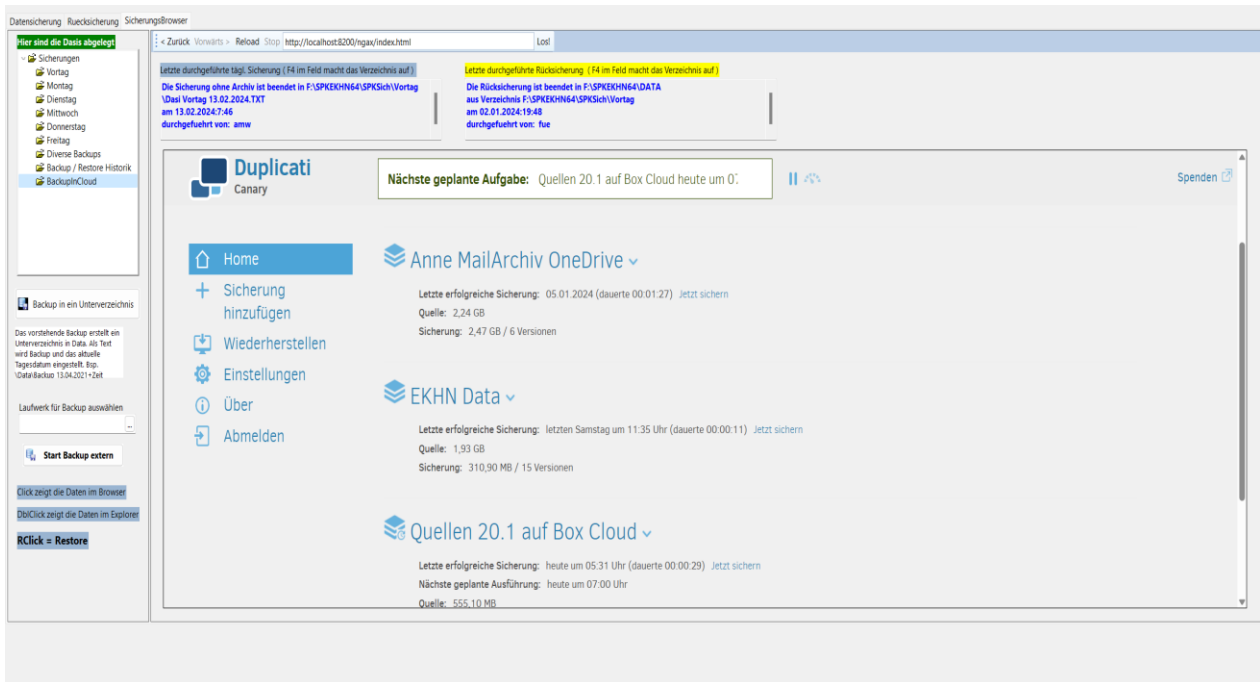 Datensicherung Ruecksicherung SicherungsBrowser
Hier sind die Dasis abgelegt
Sicherungen
Vortag
Montag
Dienstag
Mittwoch
Donnerstag
Freitag
Diverse Backups
Backup / Restore Historik
BackupInCloud
Backup in ein Unterverzeichnis
Das vorstehende Backup erstellt ein
Unterverzeichnis in Data. Als Text
wird Backup und das aktuelle
Tagesdatum eingestellt. Bsp.
\Data\Backup 13.04.2021+Zeit
Laufwerk für Backup auswählen
...
Start Backup extern
Click zeigt die Daten im Browser
DblClick zeigt die Daten im Explorer
RClick = Restore
< Zurück Vorwärts > Reload Stop http://localhost:8200/ngax/index.html Los!
Letzte durchgeführte tägl. Sicherung ( F4 im Feld macht das Verzeichnis auf )
Die Sicherung ohne Archiv ist beendet in F:\SPKEKHN64\SPKSich\Vortag
\Dasi Vortag 13.02.2024.TXT
am 13.02.2024:7:46
durchgefuehrt von: amw
Letzte durchgeführte Rücksicherung ( F4 im Feld macht das Verzeichnis auf )
Die Rücksicherung ist beendet in F:\SPKEKHN64\DATA
aus Verzeichnis F:\SPKEKHN64\SPKSich\Vortag
am 02.01.2024:19:48
durchgefuehrt von: fue
Duplicati
Canary
Nächste geplante Aufgabe: Quellen 20.1 auf Box Cloud heute um
Spenden
Home
Sicherung
hinzufügen
Wiederherstellen
Einstellungen
Über
Abmelden
Anne MailArchiv OneDrive
Letzte erfolgreiche Sicherung: 05.01.2024 (dauerte 00:01:27) Jetzt sichern
Quelle: 2,24 GB
Sicherung: 2,47 GB / 6 Versionen
EKHN Data
Letzte erfolgreiche Sicherung: letzten Samstag um 11:35 Uhr (dauerte 00:00:11) Jetzt sichern
Quelle: 1,93 GB
Sicherung: 310,90 MB / 15 Versionen
Quellen 20.1 auf Box Cloud
Letzte erfolgreiche Sicherung: heute um 05:31 Uhr (dauerte 00:00:29) Jetzt sichern
Nächste geplante Ausführung: heute um 07:00 Uhr
Quelle: 555,10 MB